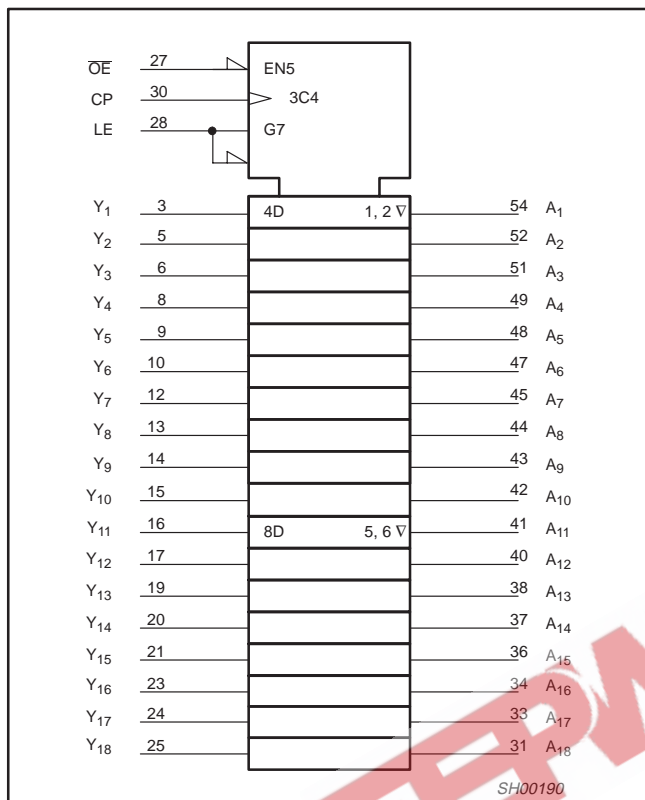 OE 27 EN5
CP 30 3C4
LE 28 G7
Y1 3 4D 1, 2 ∇ 54 A1
Y2 5 52 A2
Y3 6 51 A3
Y4 8 49 A4
Y5 9 48 A5
Y6 10 47 A6
Y7 12 45 A7
Y8 13 44 A8
Y9 14 43 A9
Y10 15 42 A10
Y11 16 8D 5, 6 ∇ 41 A11
Y12 17 40 A12
Y13 19 38 A13
Y14 20 37 A14
Y15 21 36 A15
Y16 23 34 A16
Y17 24 33 A17
Y18 25 31 A18
SH00190